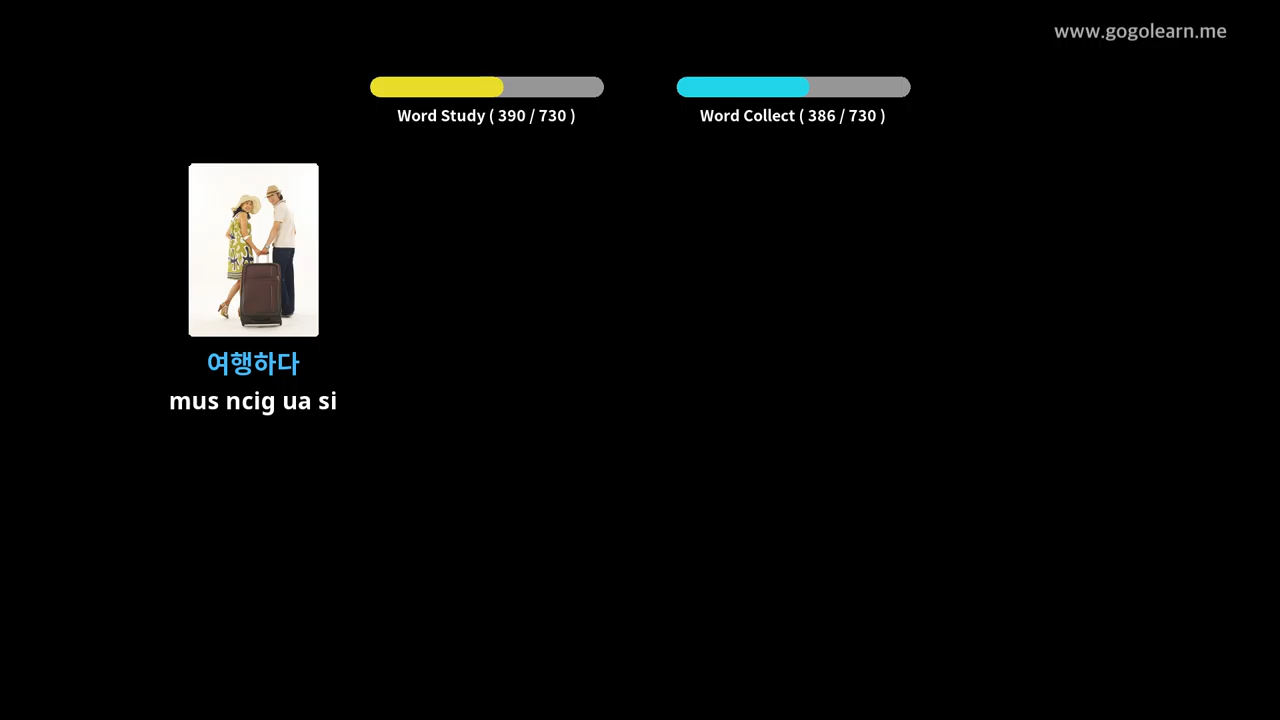 www.gogolearn.me
Word Study ( 390 / 730 )
Word Collect ( 386 / 730 )
여행하다
mus ncig ua si